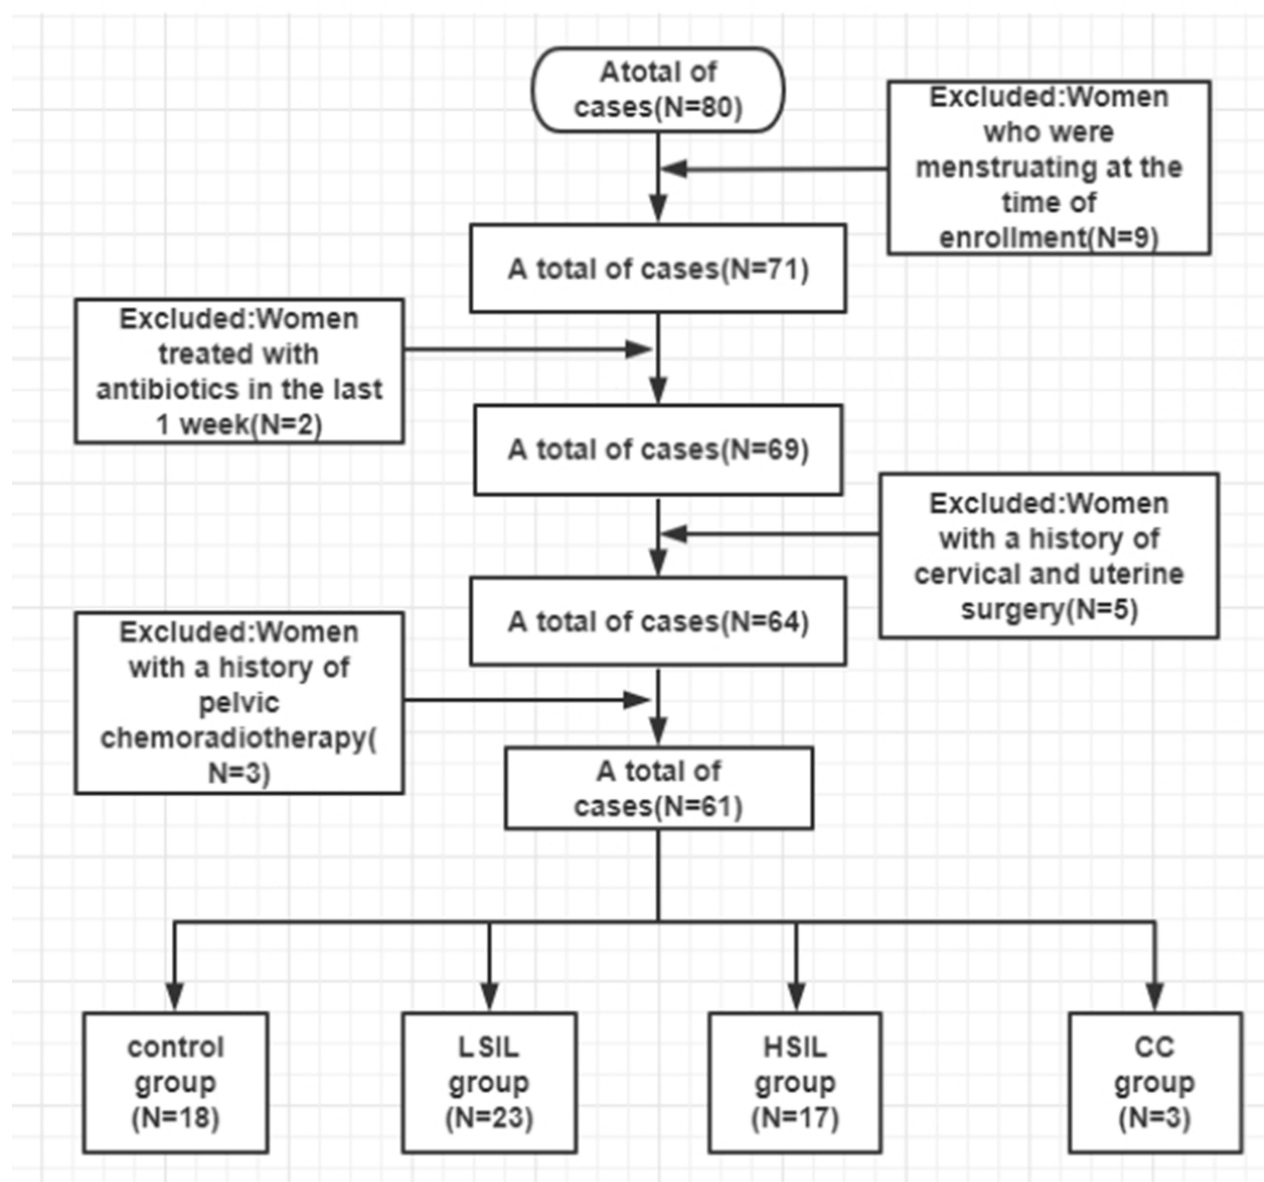 Atotal of
cases(N=80)
Excluded:Women
who were
menstruating at the
time of
enrollment(N=9)
A total of cases(N=71)
Excluded:Women
treated with
antibiotics in the last
1 week(N=2)
A total of cases(N=69)
Excluded:Women
with a history of
cervical and uterine
surgery(N=5)
A total of cases(N=64)
Excluded:Women
with a history of
pelvic
chemoradiotherapy(
N=3)
A total of
cases(N=61)
control
group
(N=18)
LSIL
group
(N=23)
HSIL
group
(N=17)
CC
group
(N=3)